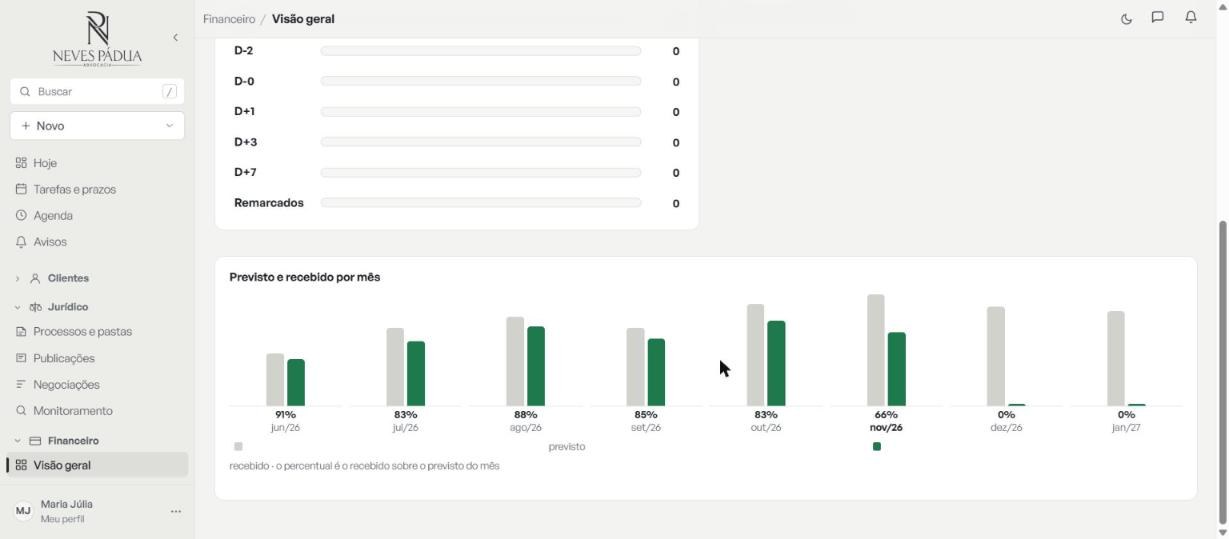 NEVES PÁDUA
ADVOCACIA
Financeiro / Visão geral
Buscar /
+ Novo
Hoje
Tarefas e prazos
Agenda
Avisos
Clientes
Jurídico
Processos e pastas
Publicações
Negociações
Monitoramento
Financeiro
Visão geral
MJ Maria Júlia
Meu perfil
D-2 0
D-0 0
D+1 0
D+3 0
D+7 0
Remarcados 0
Previsto e recebido por mês
91% 83% 88% 85% 83% 66% 0% 0%
jun/26 jul/26 ago/26 set/26 out/26 nov/26 dez/26 jan/27
previsto
recebido · o percentual é o recebido sobre o previsto do mês